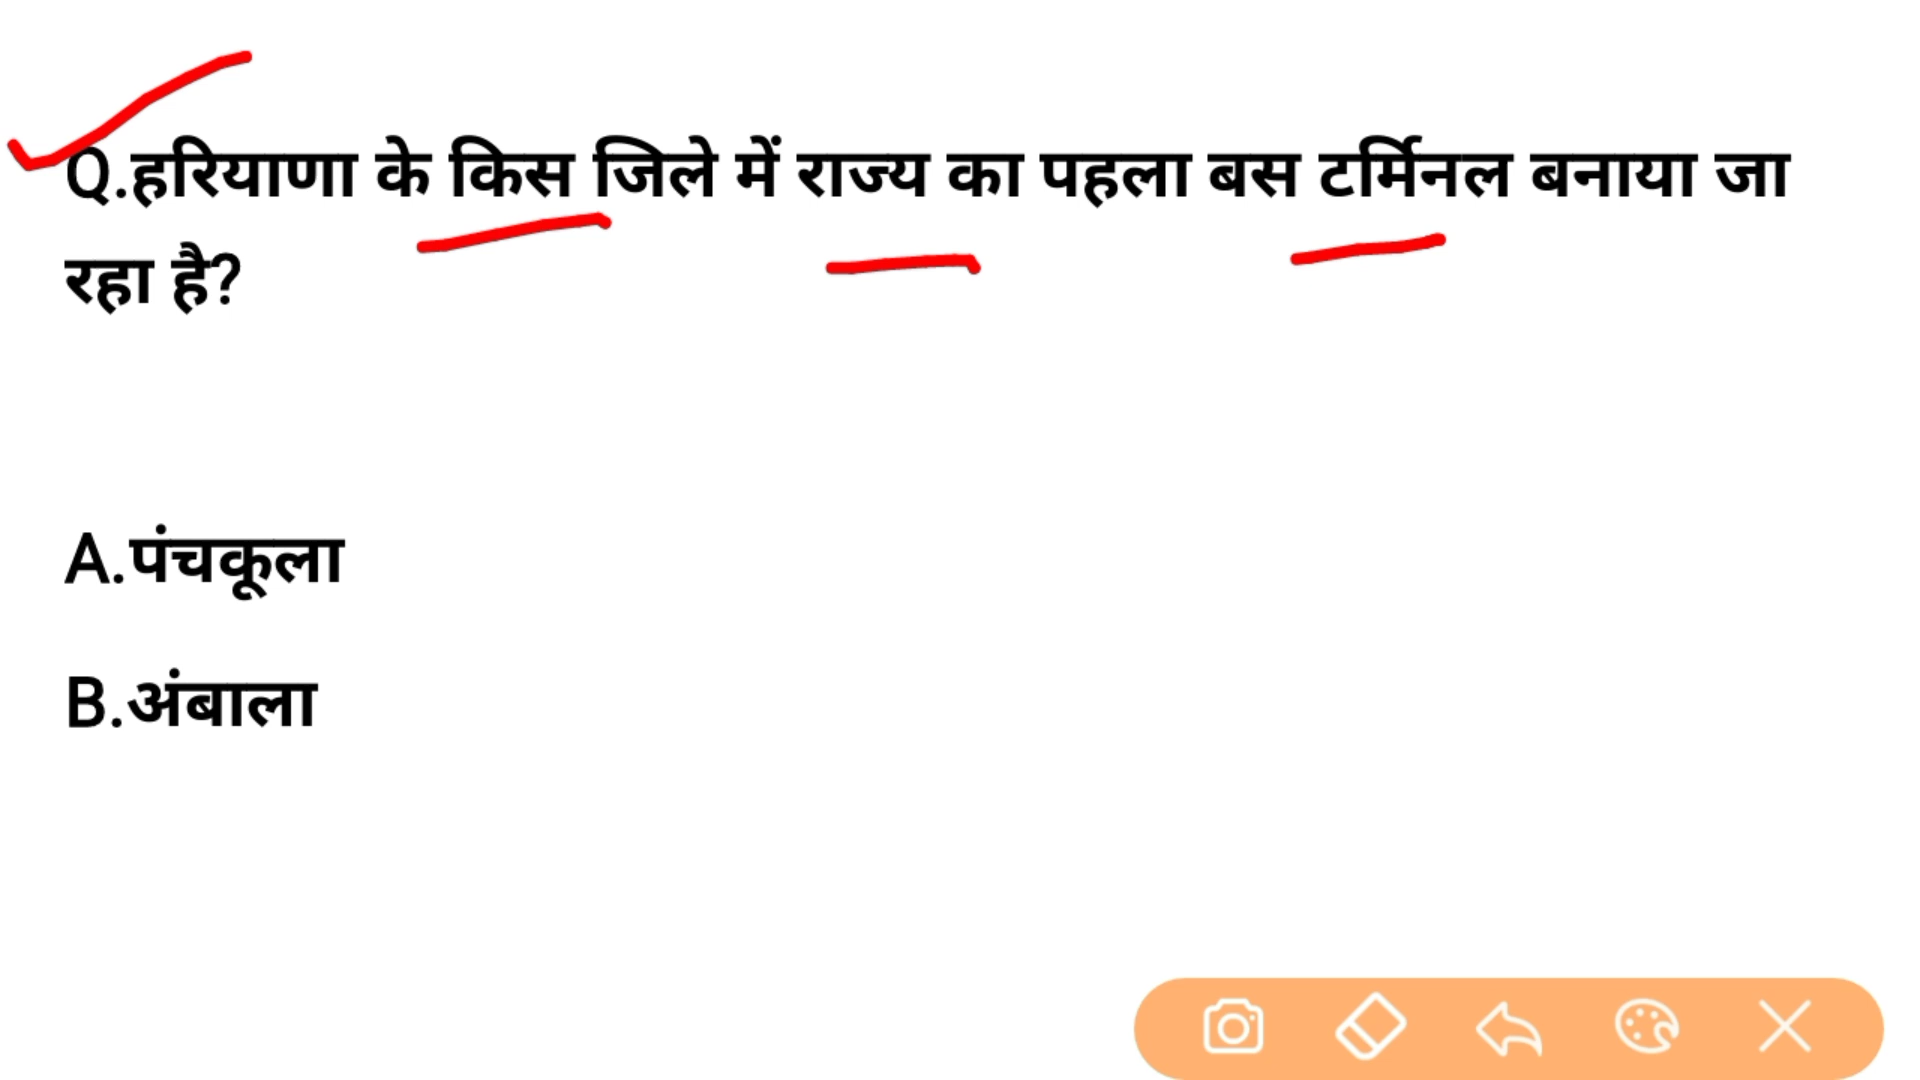 Q.हरियाणा के किस जिले में राज्य का पहला बस टर्मिनल बनाया जा
रहा है?
A.पंचकूला
B.अंबाला